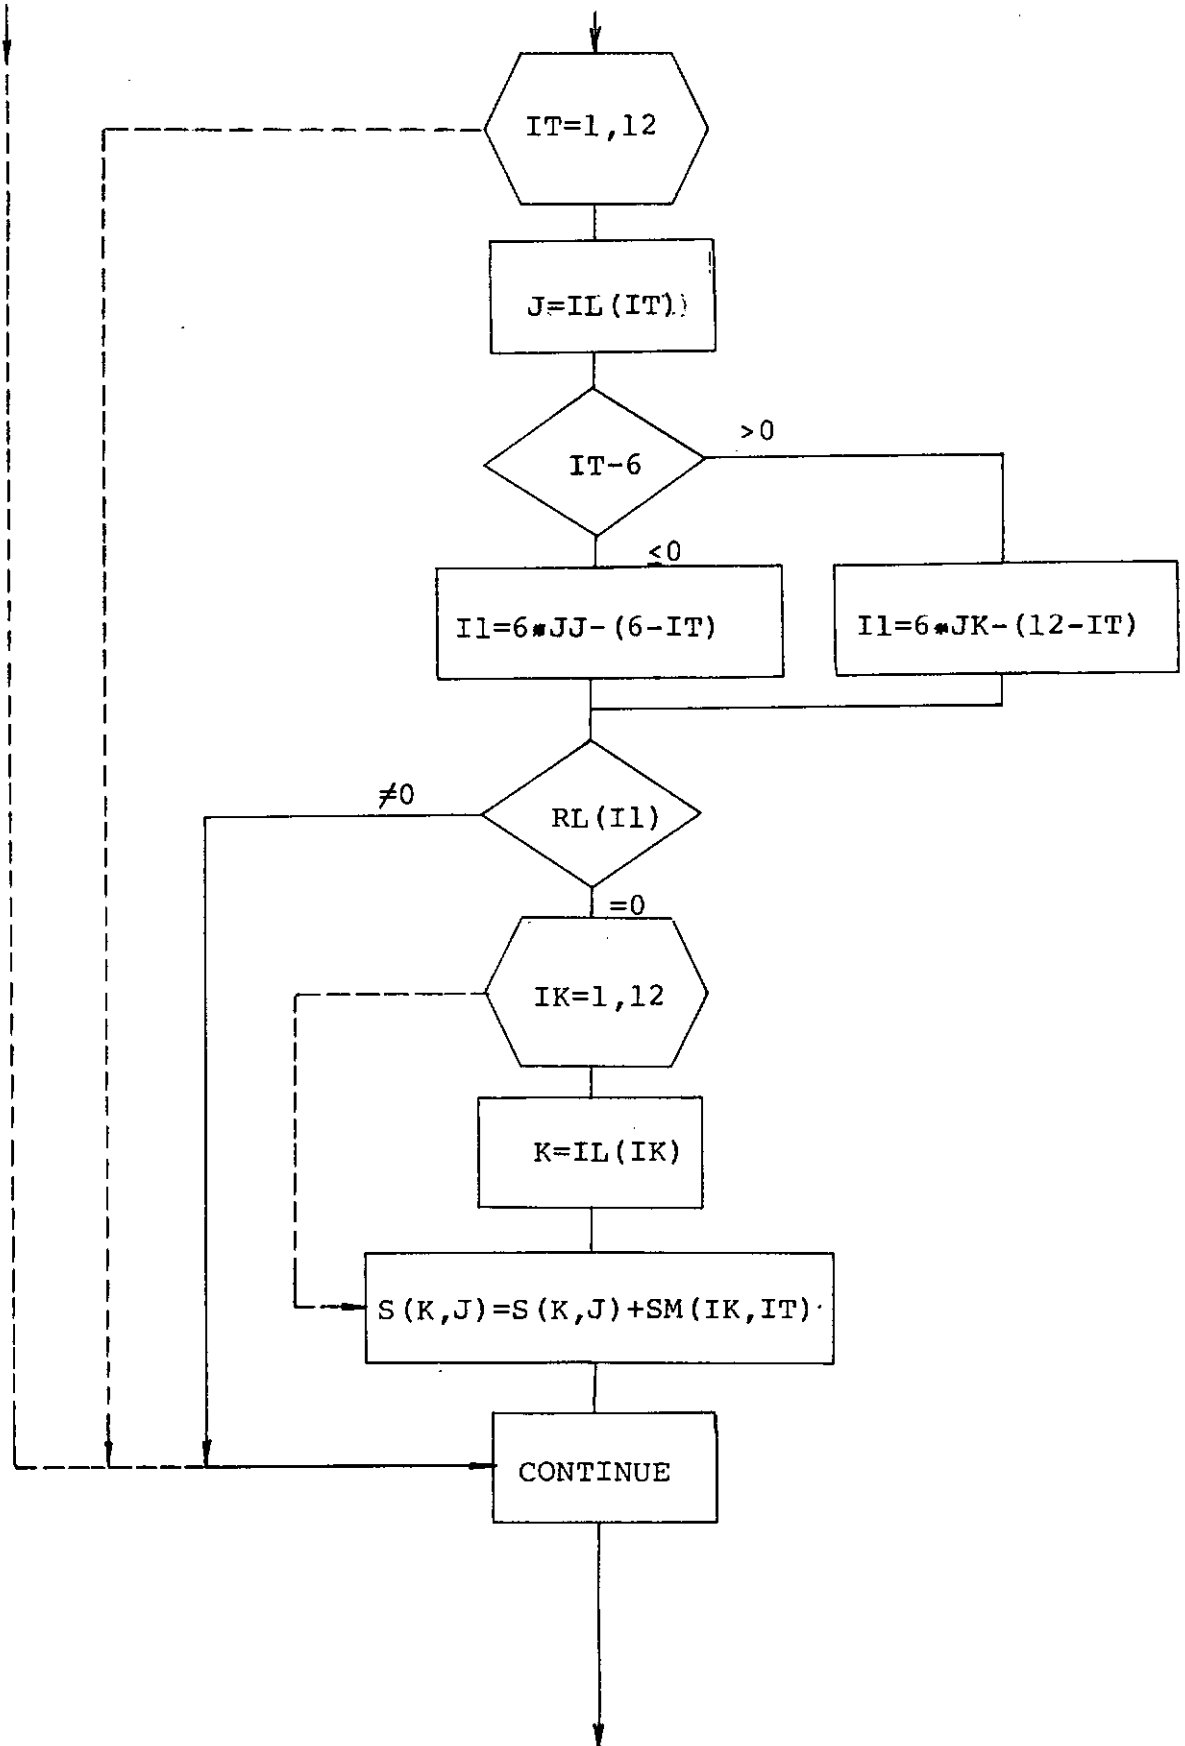 IT=1,12
J=IL(IT)
IT-6
>0
≤0
I1=6*JJ-(6-IT)
I1=6*JK-(12-IT)
≠0
RL(I1)
=0
IK=1,12
K=IL(IK)
S(K,J)=S(K,J)+SM(IK,IT)
CONTINUE